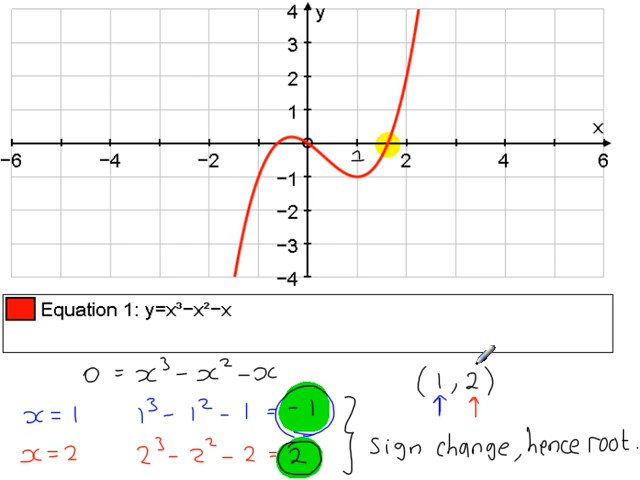 4 y
3
2
1
x
-6 -4 -2 0 1 2 4 6
-1
-2
-3
-4
Equation 1: y=x³−x²−x
0 = x³ − x² − x
(1, 2)
x = 1 1³ − 1² − 1 = −1
x = 2 2³ − 2² − 2 = 2
Sign change, hence root.